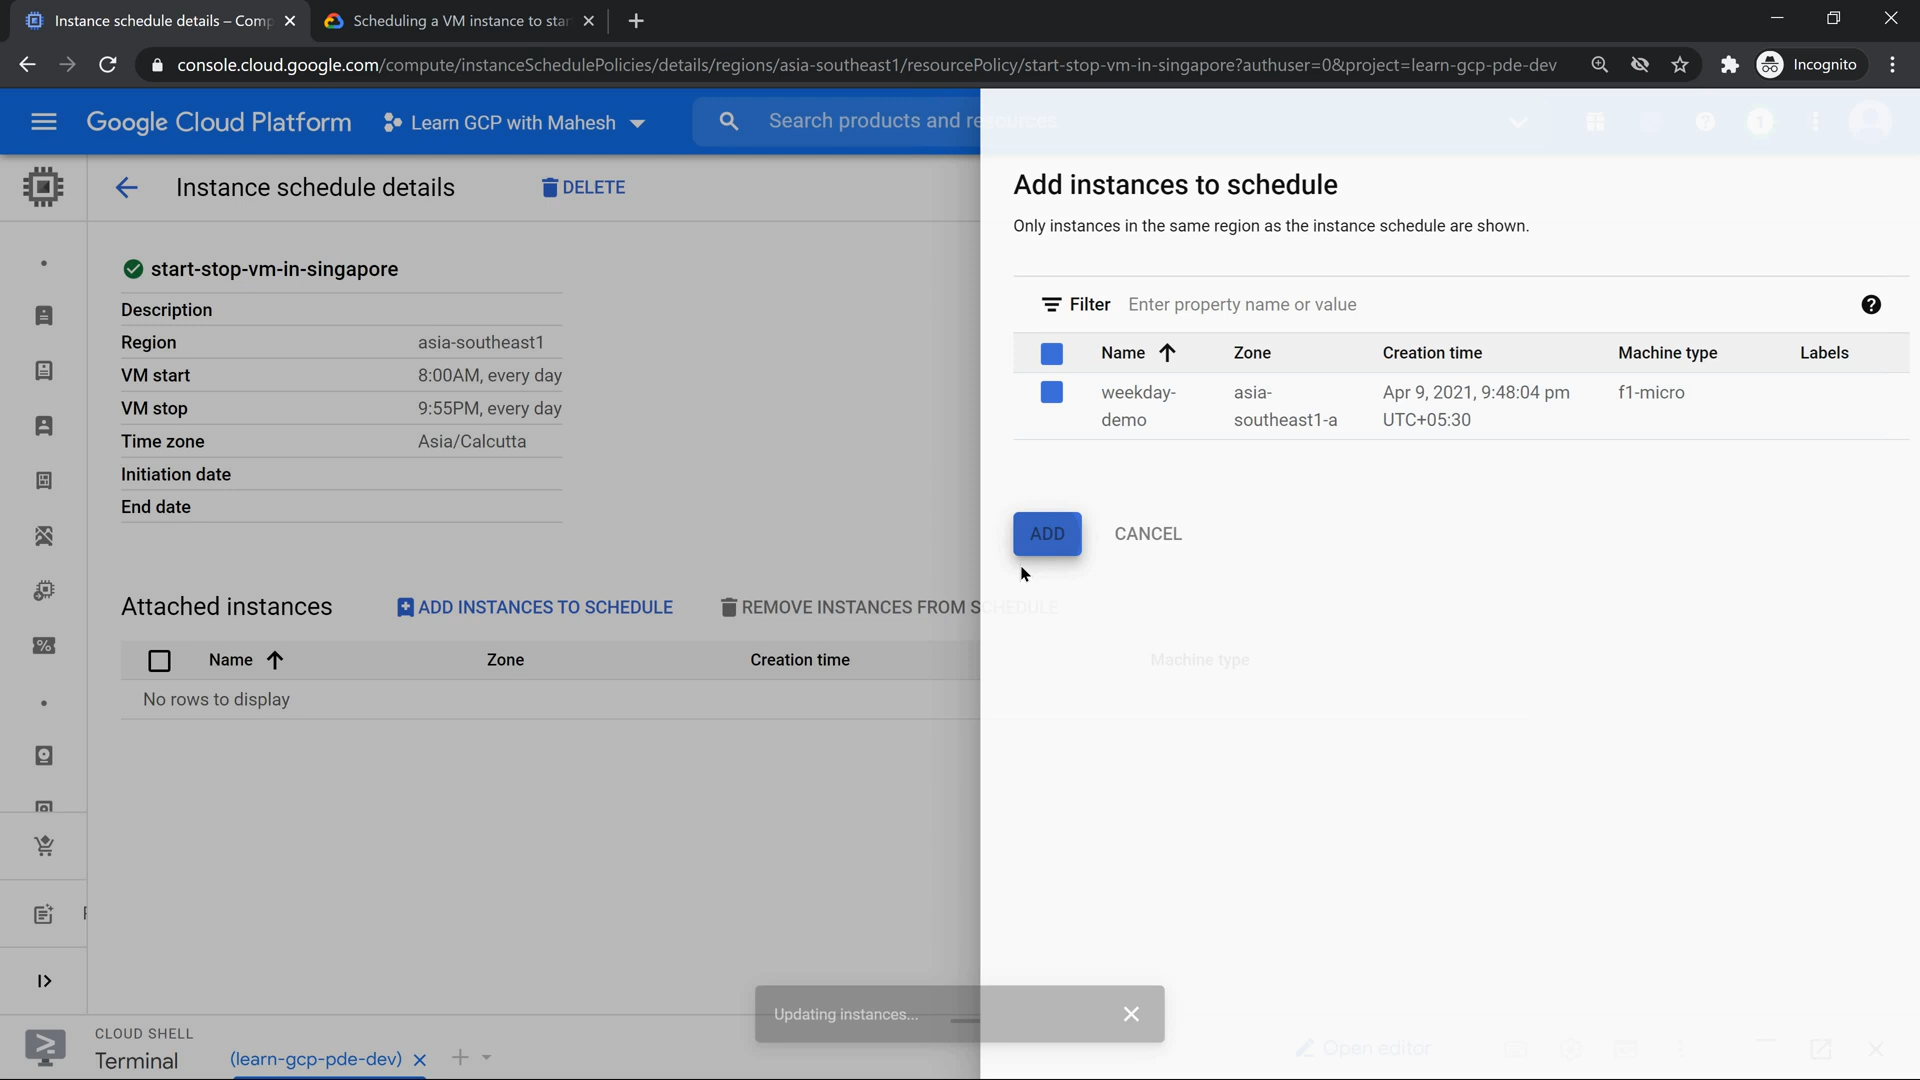 Instance schedule details – Comp
Scheduling a VM instance to star
console.cloud.google.com/compute/instanceSchedulePolicies/details/regions/asia-southeast1/resourcePolicy/start-stop-vm-in-singapore?authuser=0&project=learn-gcp-pde-dev
Incognito
Google Cloud Platform
Learn GCP with Mahesh
Search products and resources
1
Instance schedule details
DELETE
Add instances to schedule
Only instances in the same region as the instance schedule are shown.
start-stop-vm-in-singapore
Description
Region asia-southeast1
VM start 8:00AM, every day
VM stop 9:55PM, every day
Time zone Asia/Calcutta
Initiation date
End date
Filter Enter property name or value
Name Zone Creation time Machine type Labels
weekday-demo asia-southeast1-a Apr 9, 2021, 9:48:04 pm UTC+05:30 f1-micro
ADD CANCEL
Attached instances
ADD INSTANCES TO SCHEDULE
REMOVE INSTANCES FROM SCHEDULE
Name Zone Creation time Machine type
No rows to display
Updating instances...
CLOUD SHELL
Terminal
(learn-gcp-pde-dev)
Open editor